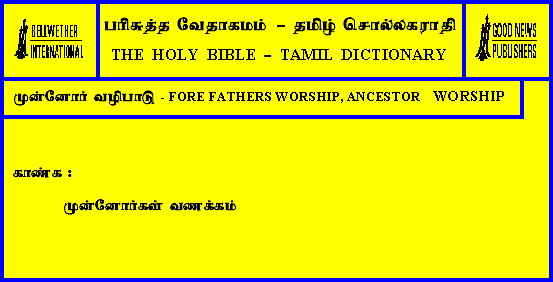 BELLWETHER
INTERNATIONAL
பரிசுத்த வேதாகமம் – தமிழ் சொல்லகராதி
THE HOLY BIBLE – TAMIL DICTIONARY
GOOD NEWS
PUBLISHERS
முன்னோர் வழிபாடு - FORE FATHERS WORSHIP, ANCESTOR WORSHIP
காண்க :
முன்னோர்கள் வணக்கம்